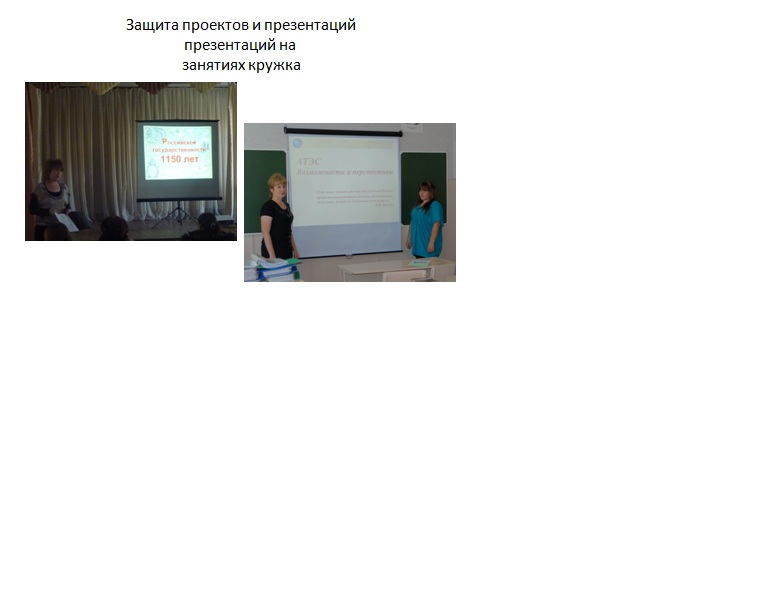 Защита проектов и презентаций
презентаций на
занятиях кружка
Российской
государственности
1150 лет
АТЭС
Возможности и перспективы